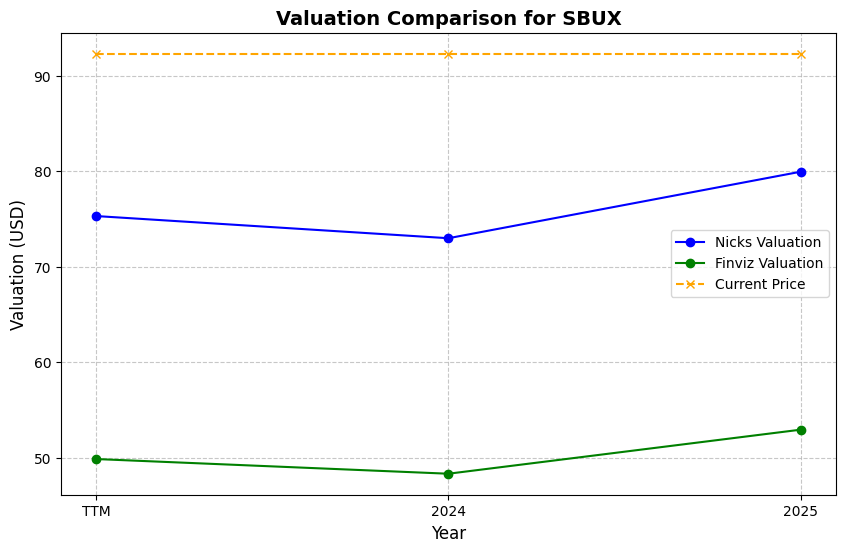 Valuation Comparison for SBUX
Valuation (USD)
90
80
70
60
50
Nicks Valuation
Finviz Valuation
Current Price
TTM
2024
2025
Year